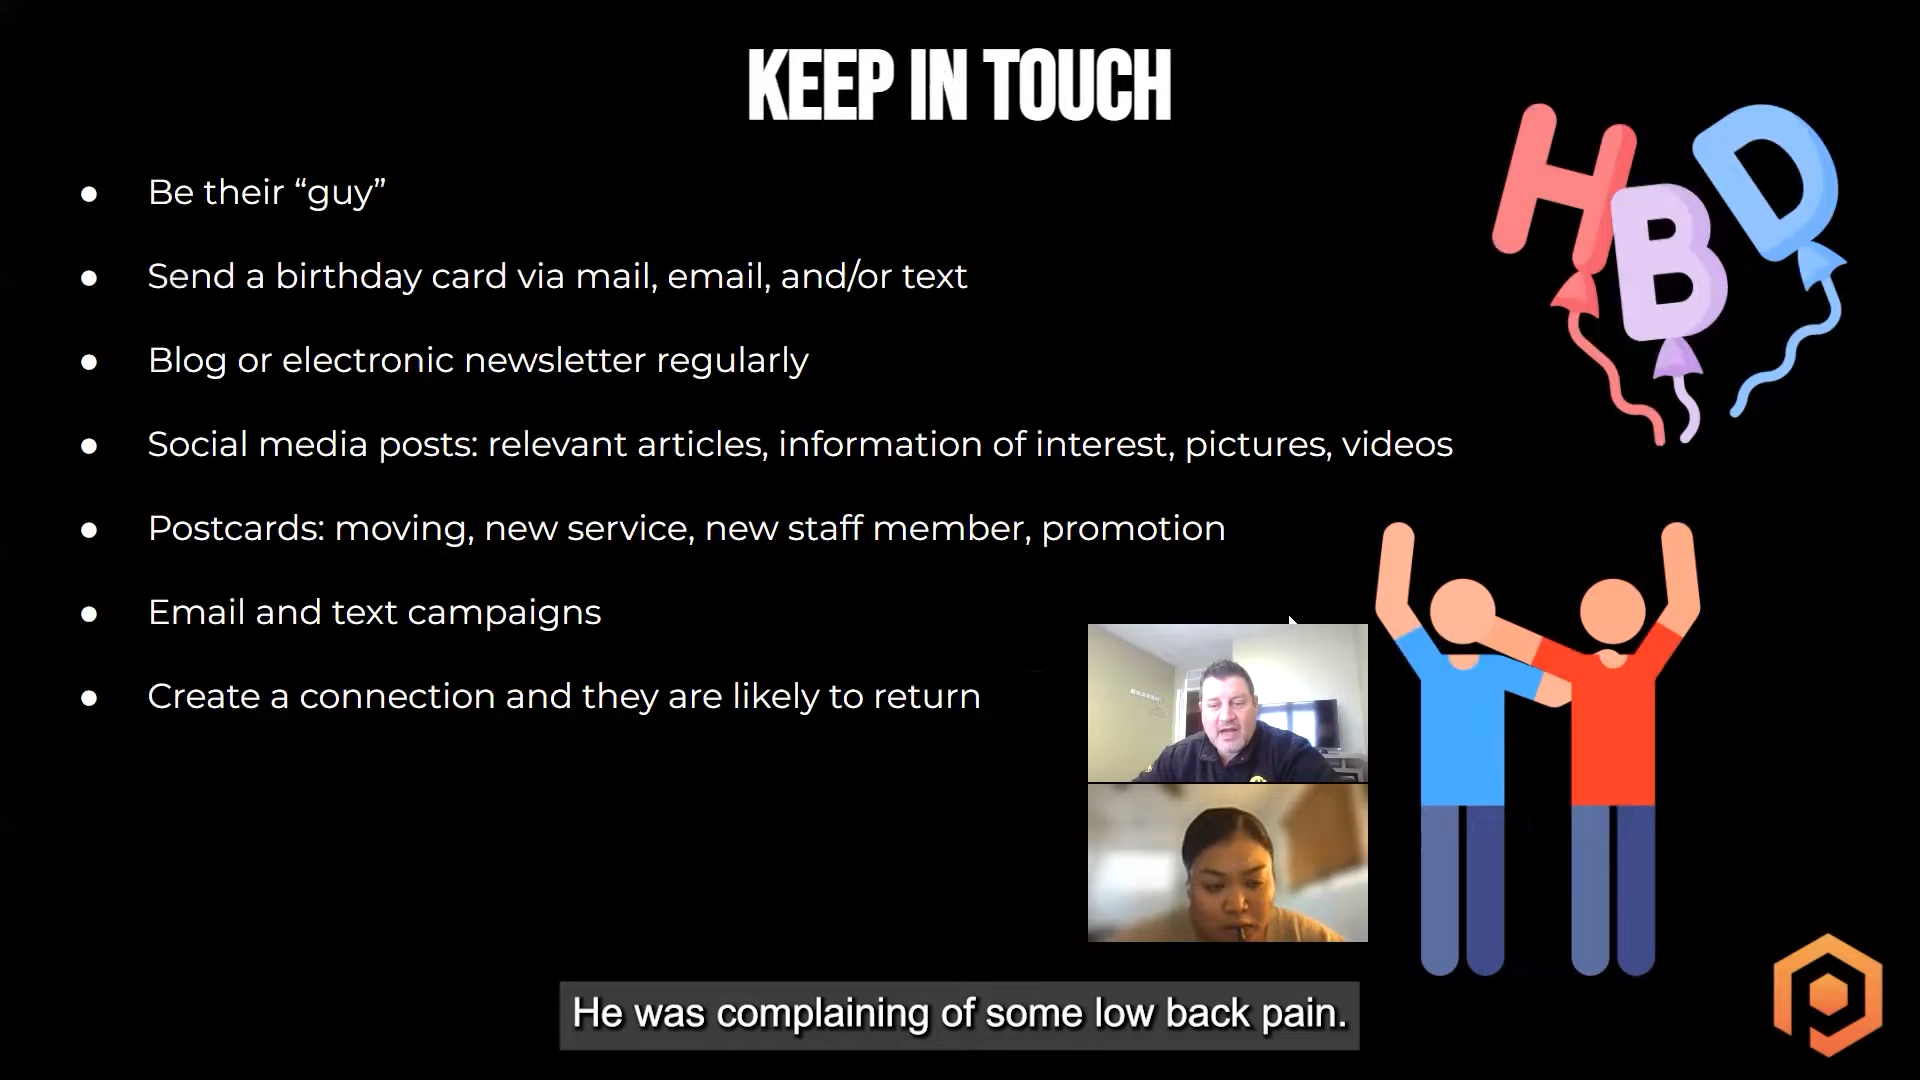 KEEP IN TOUCH
● Be their “guy”
● Send a birthday card via mail, email, and/or text
● Blog or electronic newsletter regularly
● Social media posts: relevant articles, information of interest, pictures, videos
● Postcards: moving, new service, new staff member, promotion
● Email and text campaigns
● Create a connection and they are likely to return
HBD
He was complaining of some low back pain.